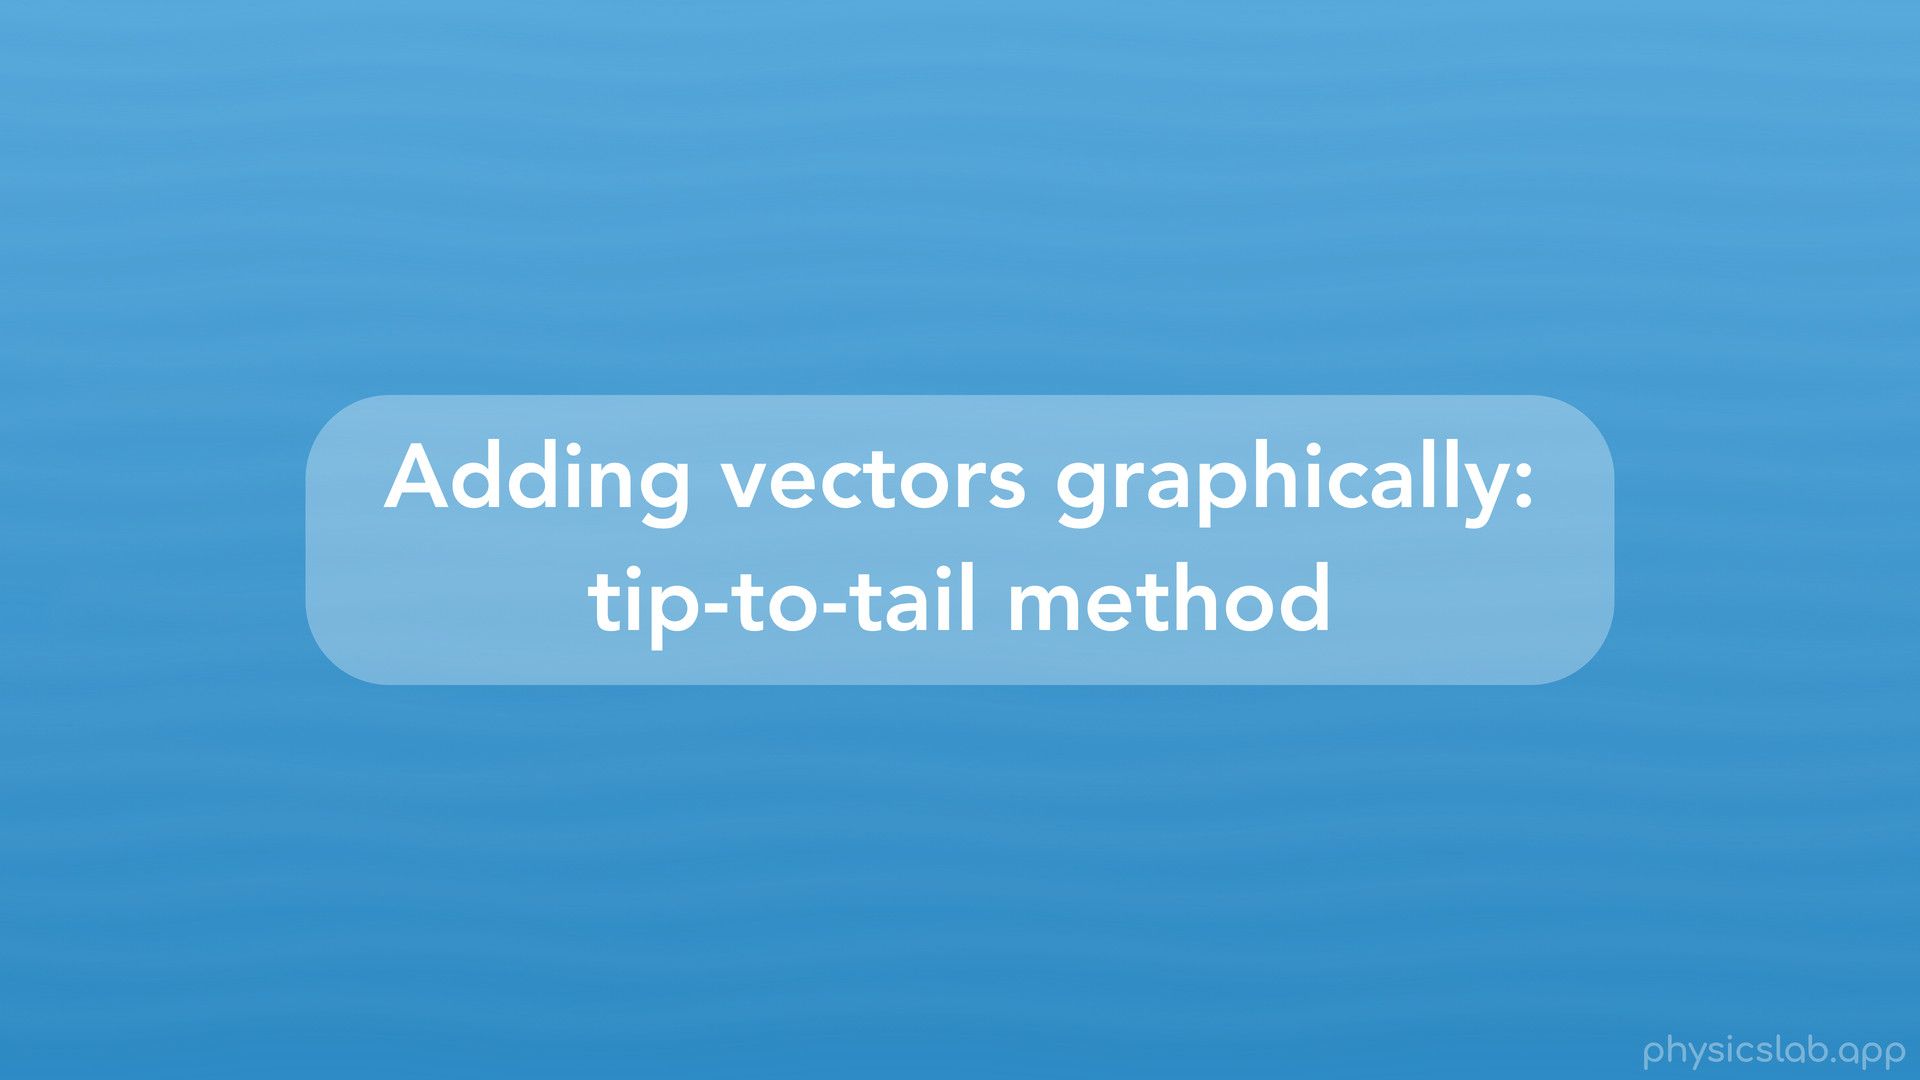 Adding vectors graphically:
tip-to-tail method
physicslab.app